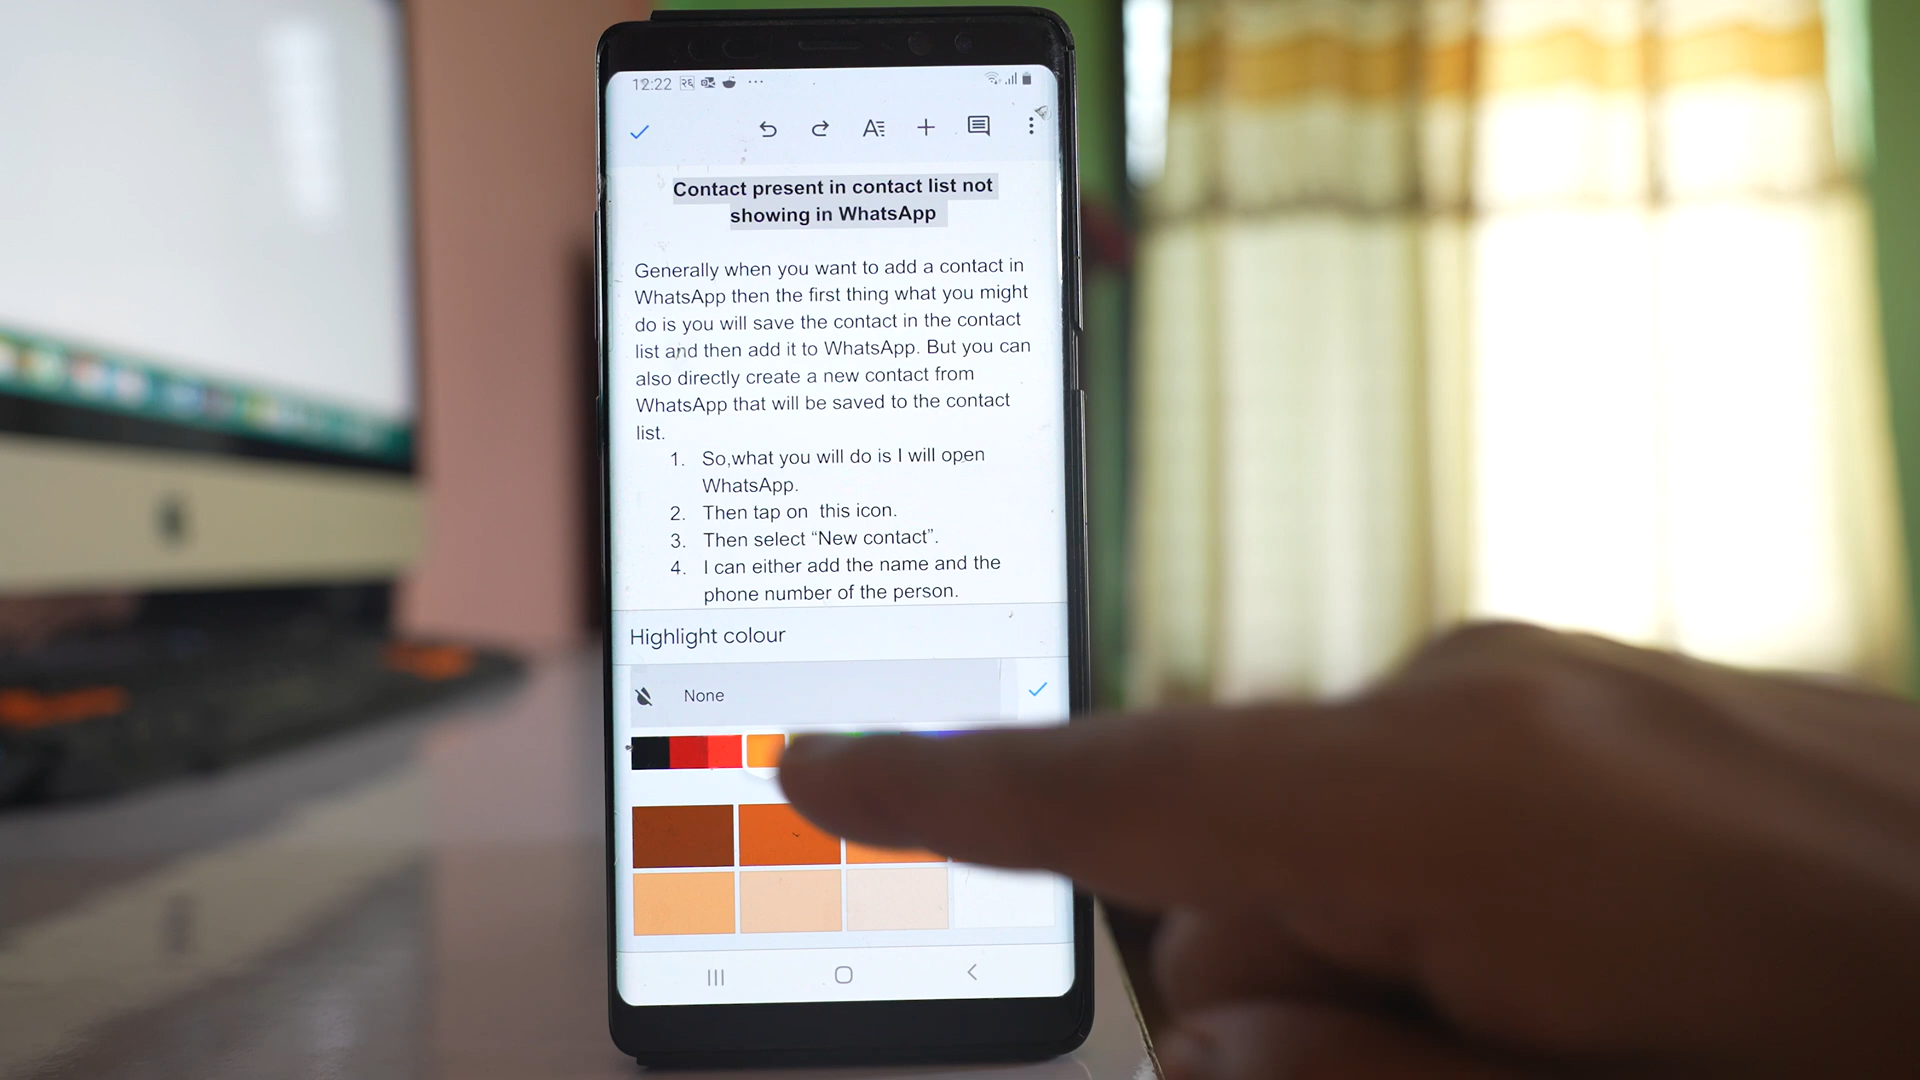 12:22
Contact present in contact list not
showing in WhatsApp
Generally when you want to add a contact in
WhatsApp then the first thing what you might
do is you will save the contact in the contact
list and then add it to WhatsApp. But you can
also directly create a new contact from
WhatsApp that will be saved to the contact
list.
1. So,what you will do is I will open
WhatsApp.
2. Then tap on  this icon.
3. Then select “New contact”.
4. I can either add the name and the
phone number of the person.
Highlight colour
None